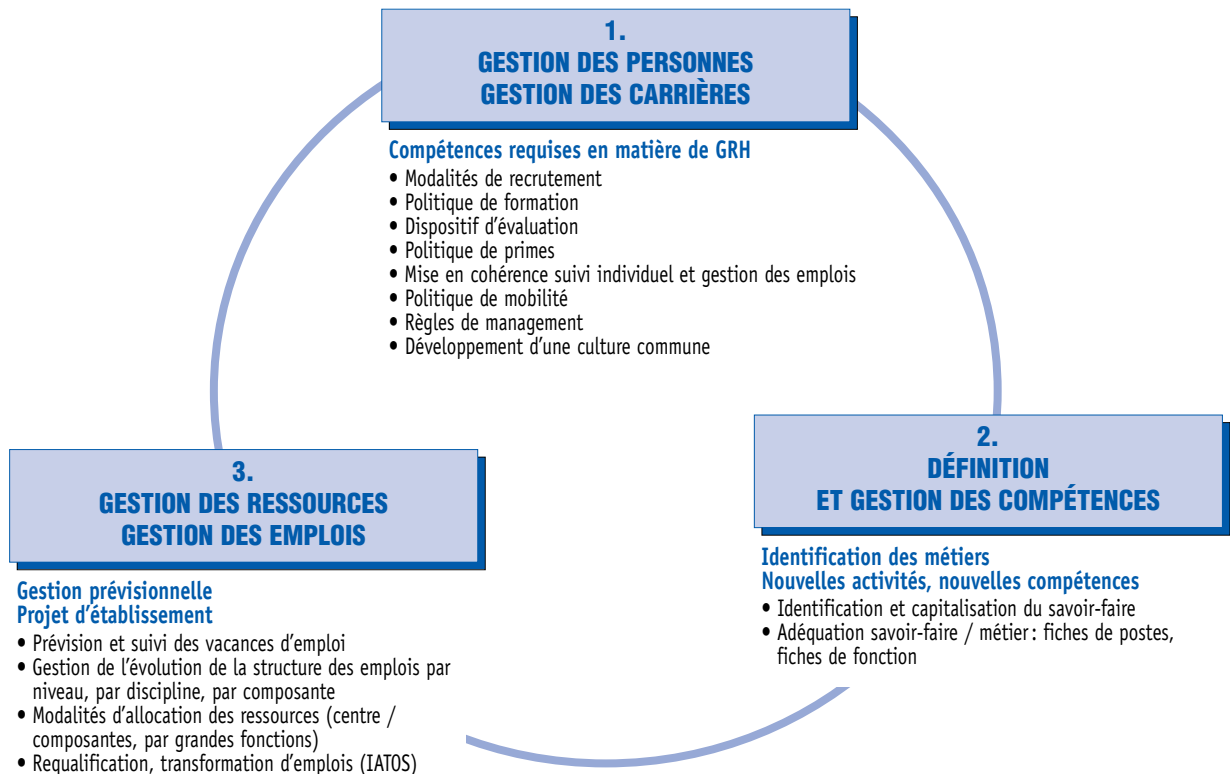 1.
GESTION DES PERSONNES
GESTION DES CARRIÈRES
Compétences requises en matière de GRH
• Modalités de recrutement
• Politique de formation
• Dispositif d'évaluation
• Politique de primes
• Mise en cohérence suivi individuel et gestion des emplois
• Politique de mobilité
• Règles de management
• Développement d'une culture commune
2.
DÉFINITION
ET GESTION DES COMPÉTENCES
Identification des métiers
Nouvelles activités, nouvelles compétences
• Identification et capitalisation du savoir-faire
• Adéquation savoir-faire / métier : fiches de postes,
fiches de fonction
3.
GESTION DES RESSOURCES
GESTION DES EMPLOIS
Gestion prévisionnelle
Projet d'établissement
• Prévision et suivi des vacances d'emploi
• Gestion de l'évolution de la structure des emplois par
niveau, par discipline, par composante
• Modalités d'allocation des ressources (centre /
composantes, par grandes fonctions)
• Requalification, transformation d'emplois (IATOS)